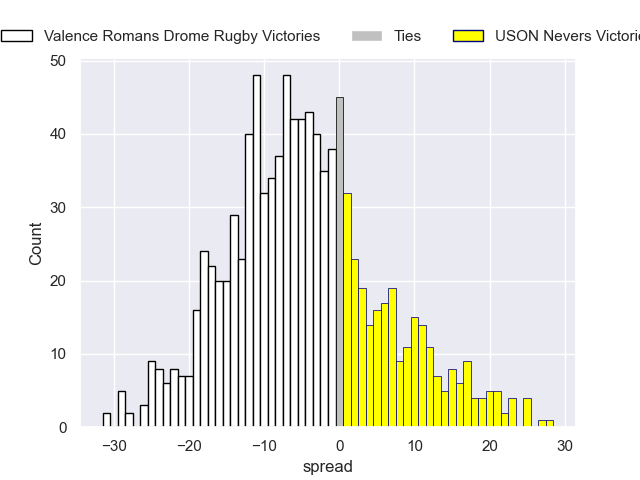 Valence Romans Drome Rugby Victories Ties USON Nevers Victorie
50
40
30
20
10
0
Count
−30 −20 −10 0 10 20 30
spread